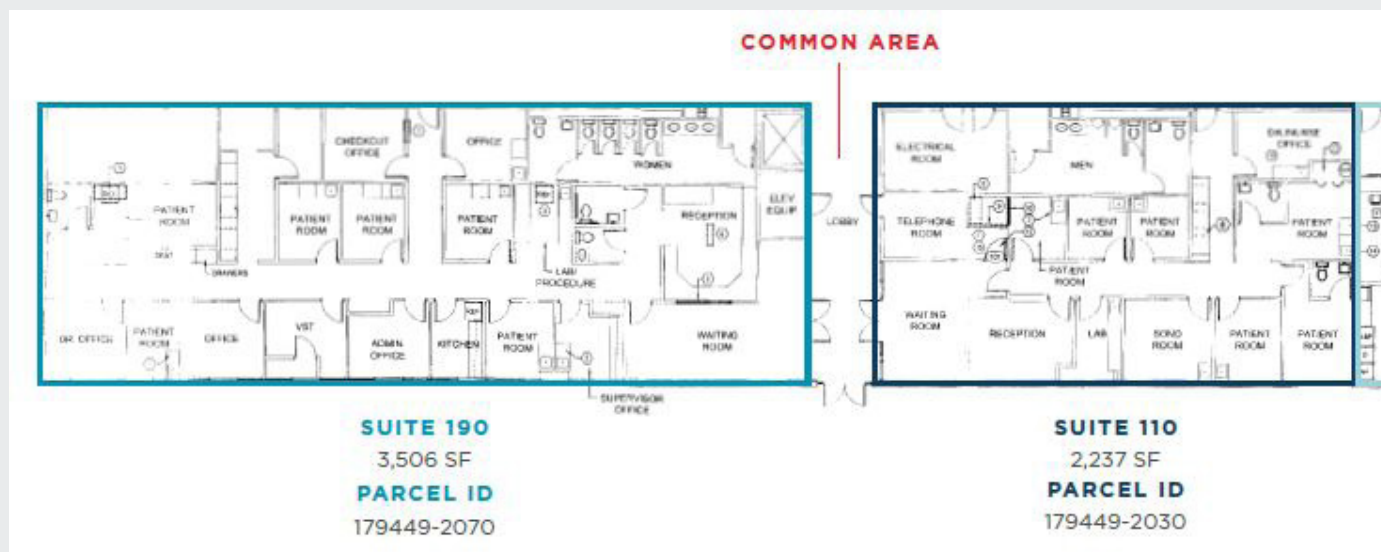 COMMON AREA
CHECKOUT
OFFICE
OFFICE
WOMEN
ELECTRICAL
ROOM
MEN
OFFICE
PATIENT
ROOM
PATIENT
ROOM
PATIENT
ROOM
PATIENT
ROOM
RECEPTION
ELEV
EQUIP
LOBBY
TELEPHONE
ROOM
PATIENT
ROOM
PATIENT
ROOM
PATIENT
ROOM
DRAWERS
LAB/
PROCEDURE
PATIENT
ROOM
DR. OFFICE
PATIENT
ROOM
OFFICE
VST
ADMIN
OFFICE
KITCHEN
REF
PATIENT
ROOM
WAITING
ROOM
WAITING
ROOM
RECEPTION
LAB
SONO
ROOM
PATIENT
ROOM
PATIENT
ROOM
SUPERVISOR
OFFICE
SUITE 190
3,506 SF
PARCEL ID
179449-2070
SUITE 110
2,237 SF
PARCEL ID
179449-2030